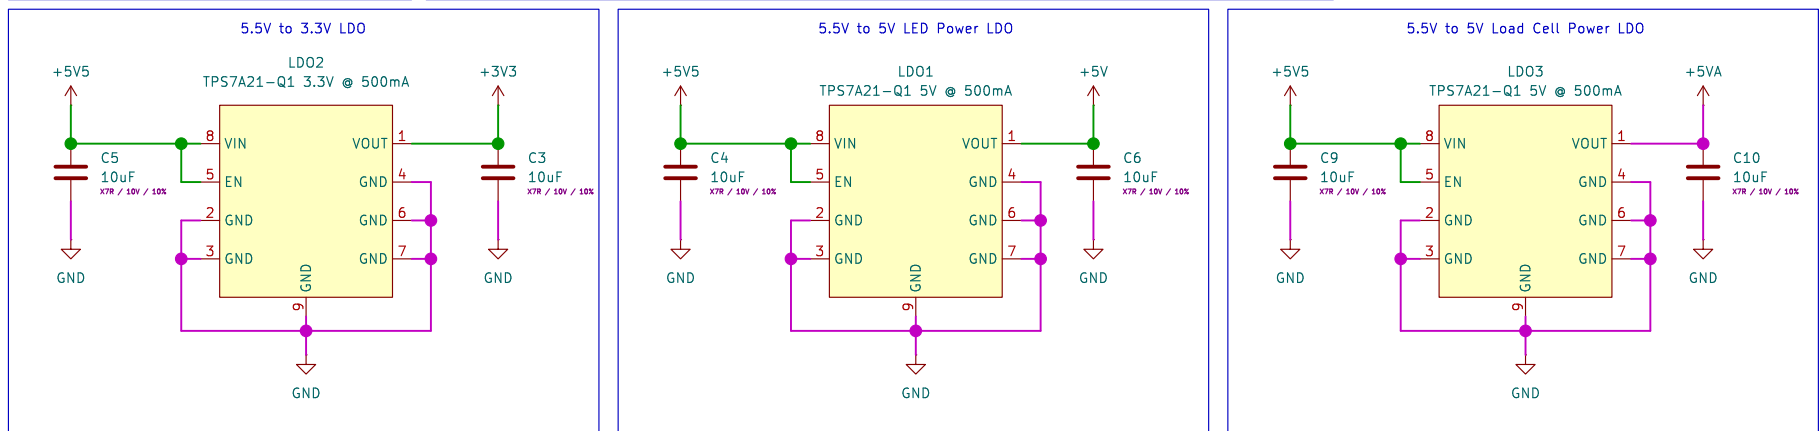 5.5V to 3.3V LDO
LDO2
TPS7A21-Q1 3.3V @ 500mA
+5V5
+3V3
8 VIN
VOUT 1
5 EN
GND 4
2 GND
GND 6
3 GND
GND 7
GND
9
C5
10uF
X7R / 10V / 10%
C3
10uF
X7R / 10V / 10%
GND
GND
GND
5.5V to 5V LED Power LDO
LDO1
TPS7A21-Q1 5V @ 500mA
+5V5
+5V
8 VIN
VOUT 1
5 EN
GND 4
2 GND
GND 6
3 GND
GND 7
GND
9
C4
10uF
X7R / 10V / 10%
C6
10uF
X7R / 10V / 10%
GND
GND
GND
5.5V to 5V Load Cell Power LDO
LDO3
TPS7A21-Q1 5V @ 500mA
+5V5
+5VA
8 VIN
VOUT 1
5 EN
GND 4
2 GND
GND 6
3 GND
GND 7
GND
9
C9
10uF
X7R / 10V / 10%
C10
10uF
X7R / 10V / 10%
GND
GND
GND